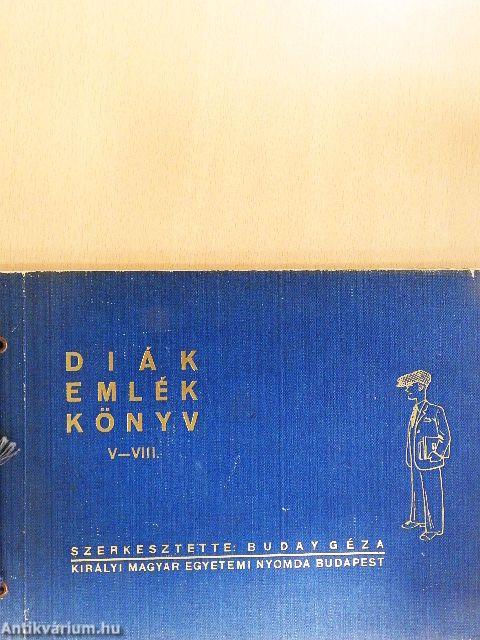 DIÁK
EMLÉK
KÖNYV
V—VIII.
SZERKESZTETTE: BUDAY GÉZA
KIRÁLYI MAGYAR EGYETEMI NYOMDA BUDAPEST
Antikvárium.hu